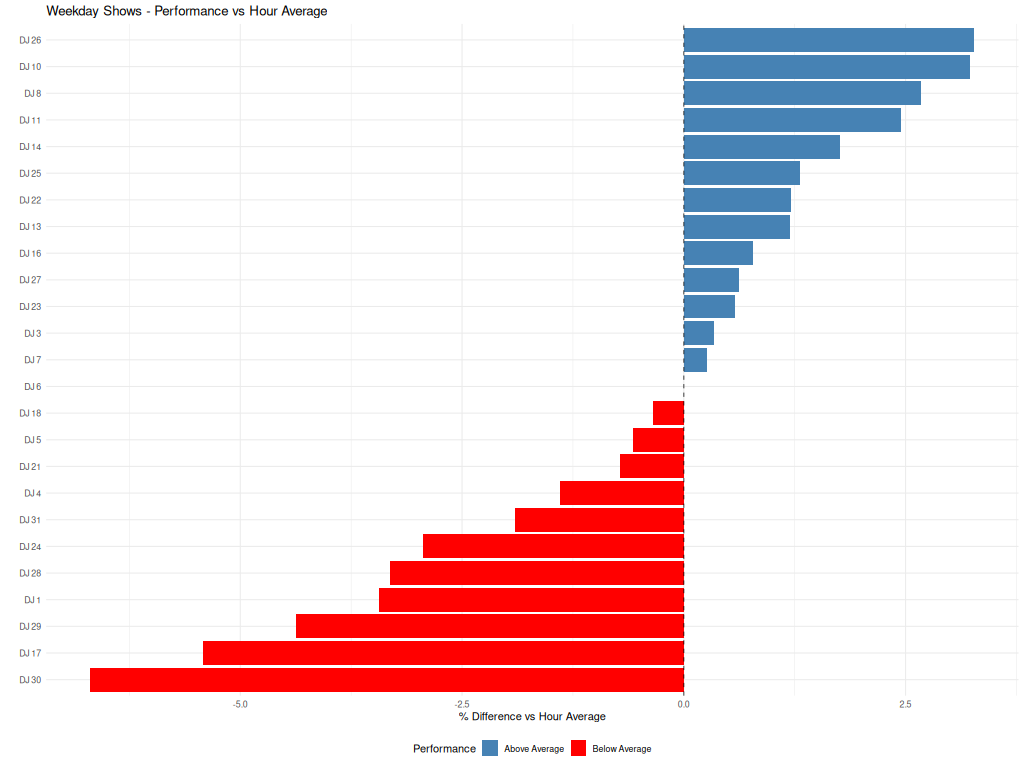 Weekday Shows - Performance vs Hour Average
DJ 26
DJ 10
DJ 8
DJ 11
DJ 14
DJ 25
DJ 22
DJ 13
DJ 16
DJ 27
DJ 23
DJ 3
DJ 7
DJ 6
DJ 18
DJ 5
DJ 21
DJ 4
DJ 31
DJ 24
DJ 28
DJ 1
DJ 29
DJ 17
DJ 30
-5.0 -2.5 0.0 2.5
% Difference vs Hour Average
Performance Above Average Below Average